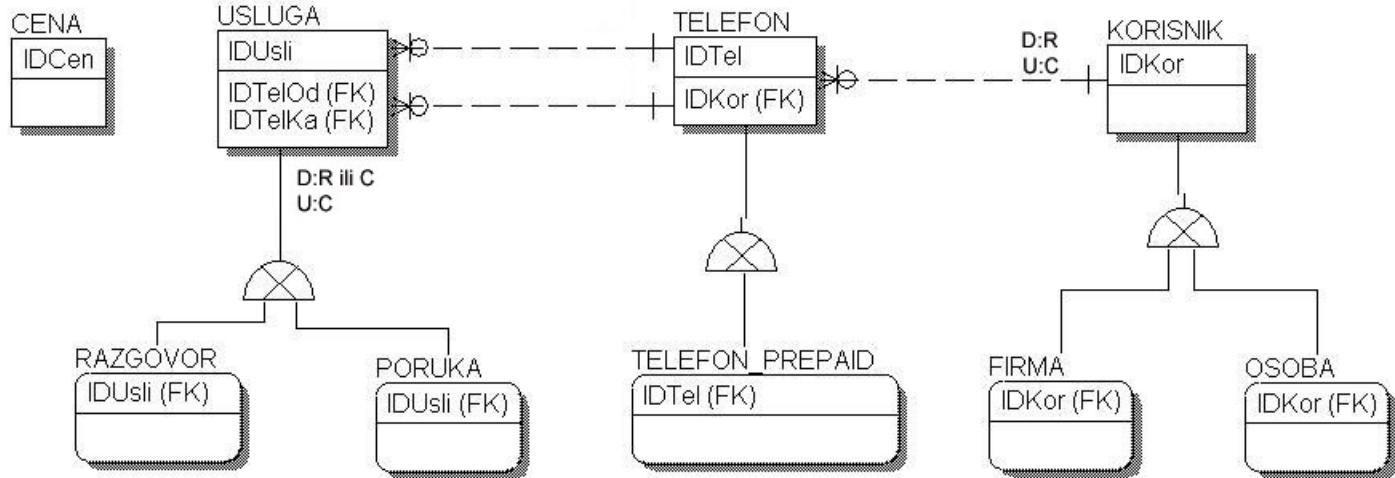 CENA
IDCen
USLUGA
IDUsli
IDTelOd (FK)
IDTelKa (FK)
TELEFON
IDTel
IDKor (FK)
D:R
U:C
KORISNIK
IDKor
D:R ili C
U:C
RAZGOVOR
IDUsli (FK)
PORUKA
IDUsli (FK)
TELEFON_PREPAID
IDTel (FK)
FIRMA
IDKor (FK)
OSOBA
IDKor (FK)